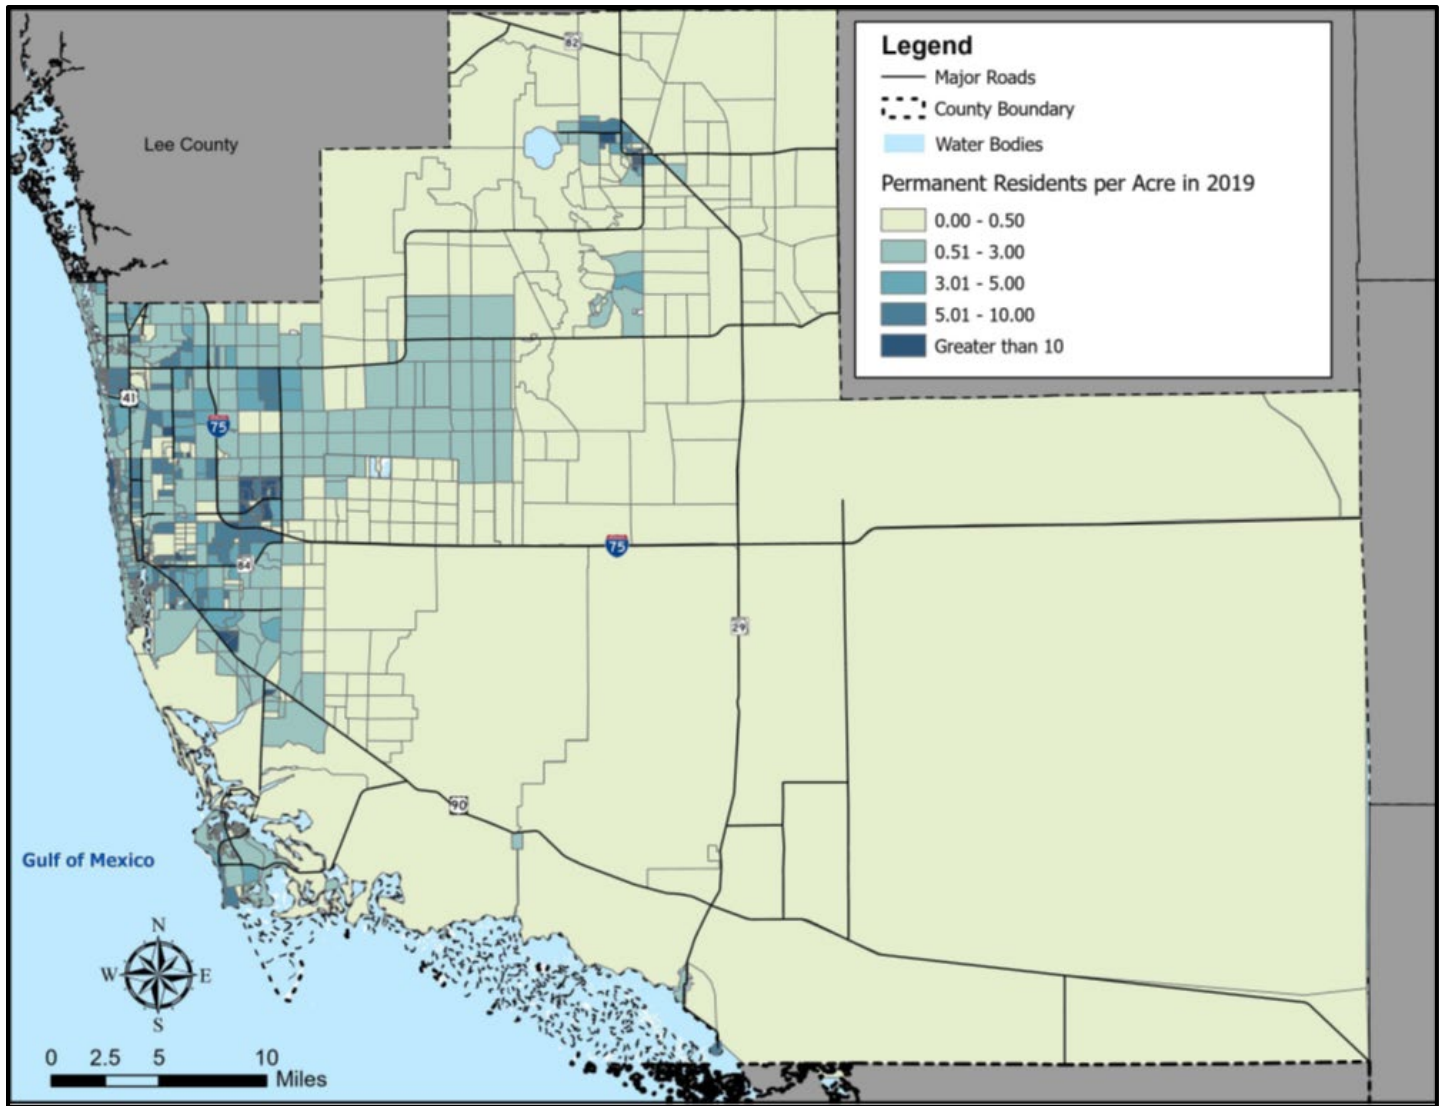 Legend
Major Roads
County Boundary
Water Bodies
Permanent Residents per Acre in 2019
0.00 - 0.50
0.51 - 3.00
3.01 - 5.00
5.01 - 10.00
Greater than 10
82
Lee County
41
75
75
84
29
90
Gulf of Mexico
N
W E
S
0 2.5 5 10
Miles